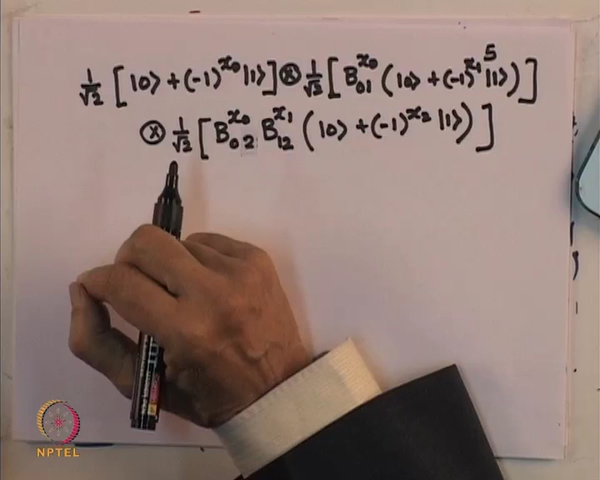 1/√2 [|0⟩ + (-1)^x₀ |1⟩] ⊗ 1/√2 [B₀₁^x₀ (|0⟩ + (-1)^x₁ |1⟩)] 5
⊗ 1/√2 [B₀₂^x₀ B₁₂^x₁ (|0⟩ + (-1)^x₂ |1⟩)]
NPTEL